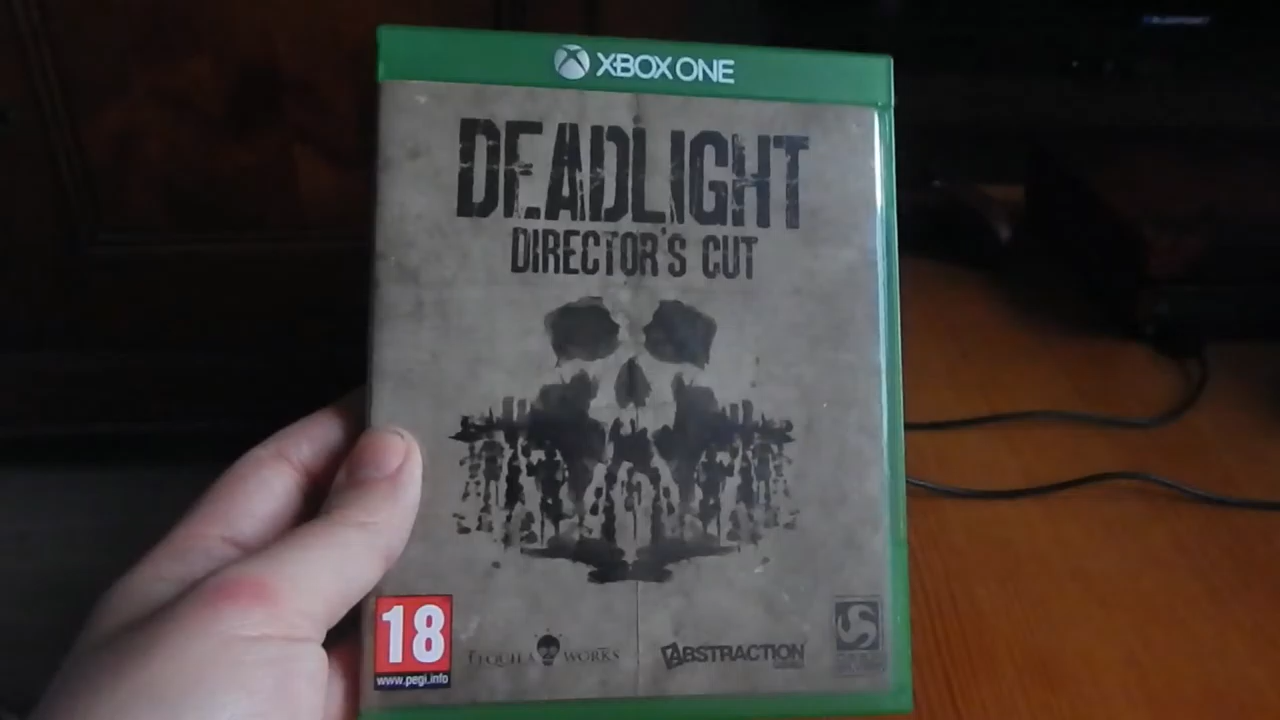 XBOX ONE
DEADLIGHT
DIRECTOR'S CUT
18
www.pegi.info
TEQUILA WORKS
ABSTRACTION